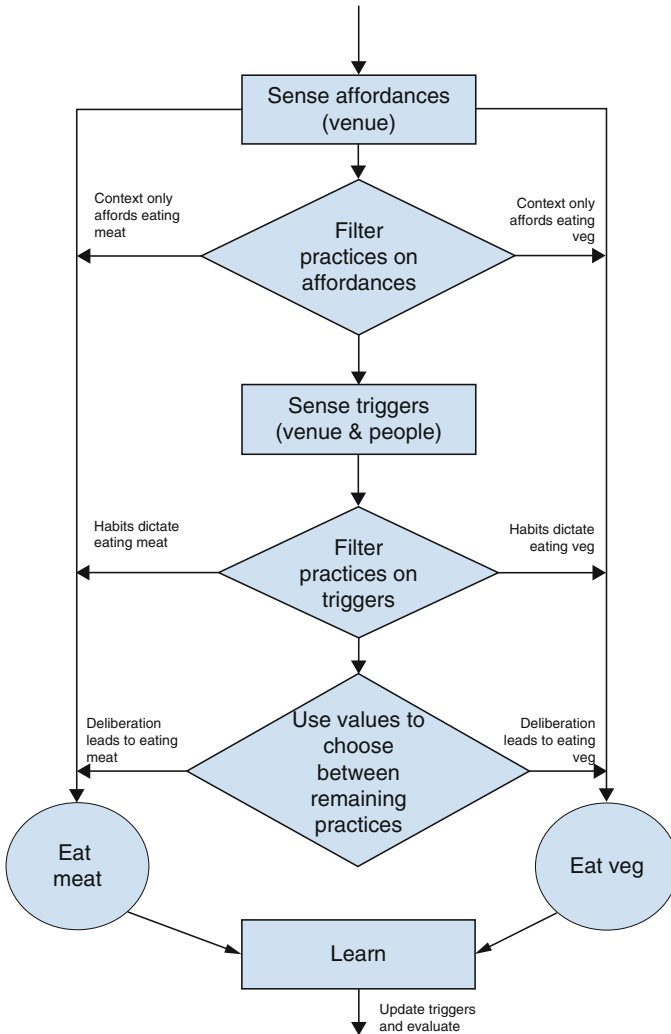 Sense affordances
(venue)
Context only
affords eating
meat
Context only
affords eating
veg
Filter
practices on
affordances
Sense triggers
(venue & people)
Habits dictate
eating meat
Habits dictate
eating veg
Filter
practices on
triggers
Deliberation
leads to eating
meat
Deliberation
leads to eating
veg
Use values to
choose
between
remaining
practices
Eat
meat
Eat veg
Learn
Update triggers
and evaluate